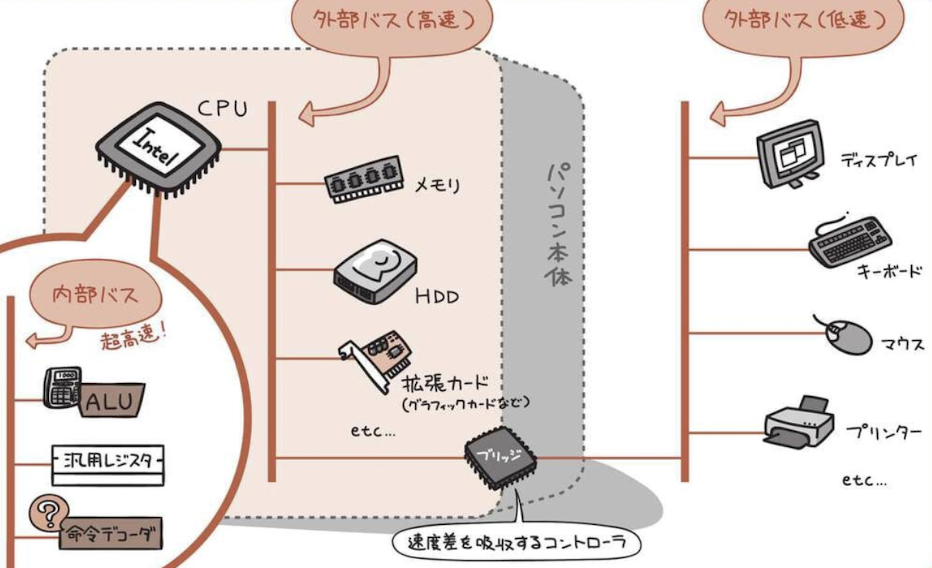 外部バス(高速)
外部バス(低速)
CPU
Intel
メモリ
HDD
拡張カード
(グラフィックカードなど)
etc...
パソコン本体
ブリッジ
速度差を吸収するコントローラ
ディスプレイ
キーボード
マウス
プリンター
etc...
内部バス
超高速!
ALU
汎用レジスタ
?
命令デコーダ